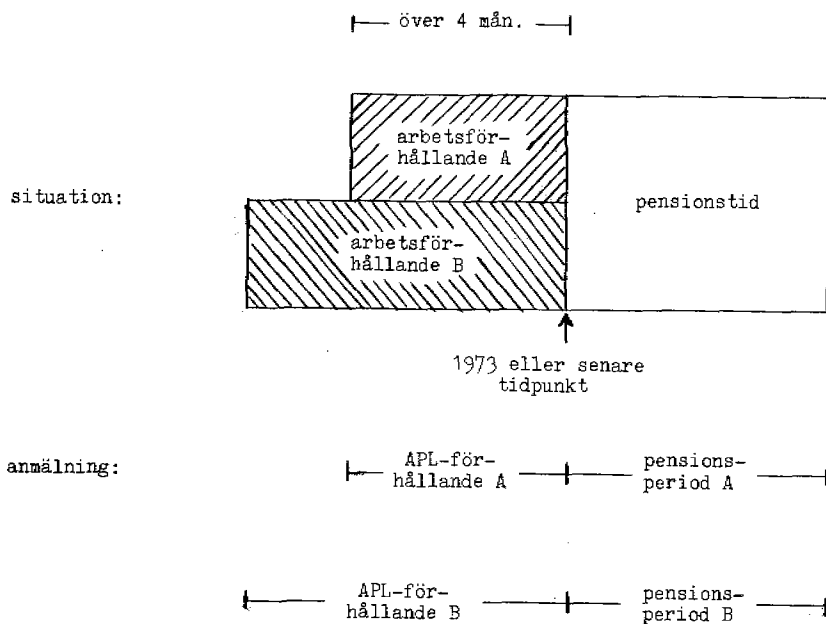 över 4 mån.
arbetsför-
hållande A
situation:
pensionstid
arbetsför-
hållande B
1973 eller senare
tidpunkt
anmälning:
APL-för-
hållande A
pensions-
period A
APL-för-
hållande B
pensions-
period B